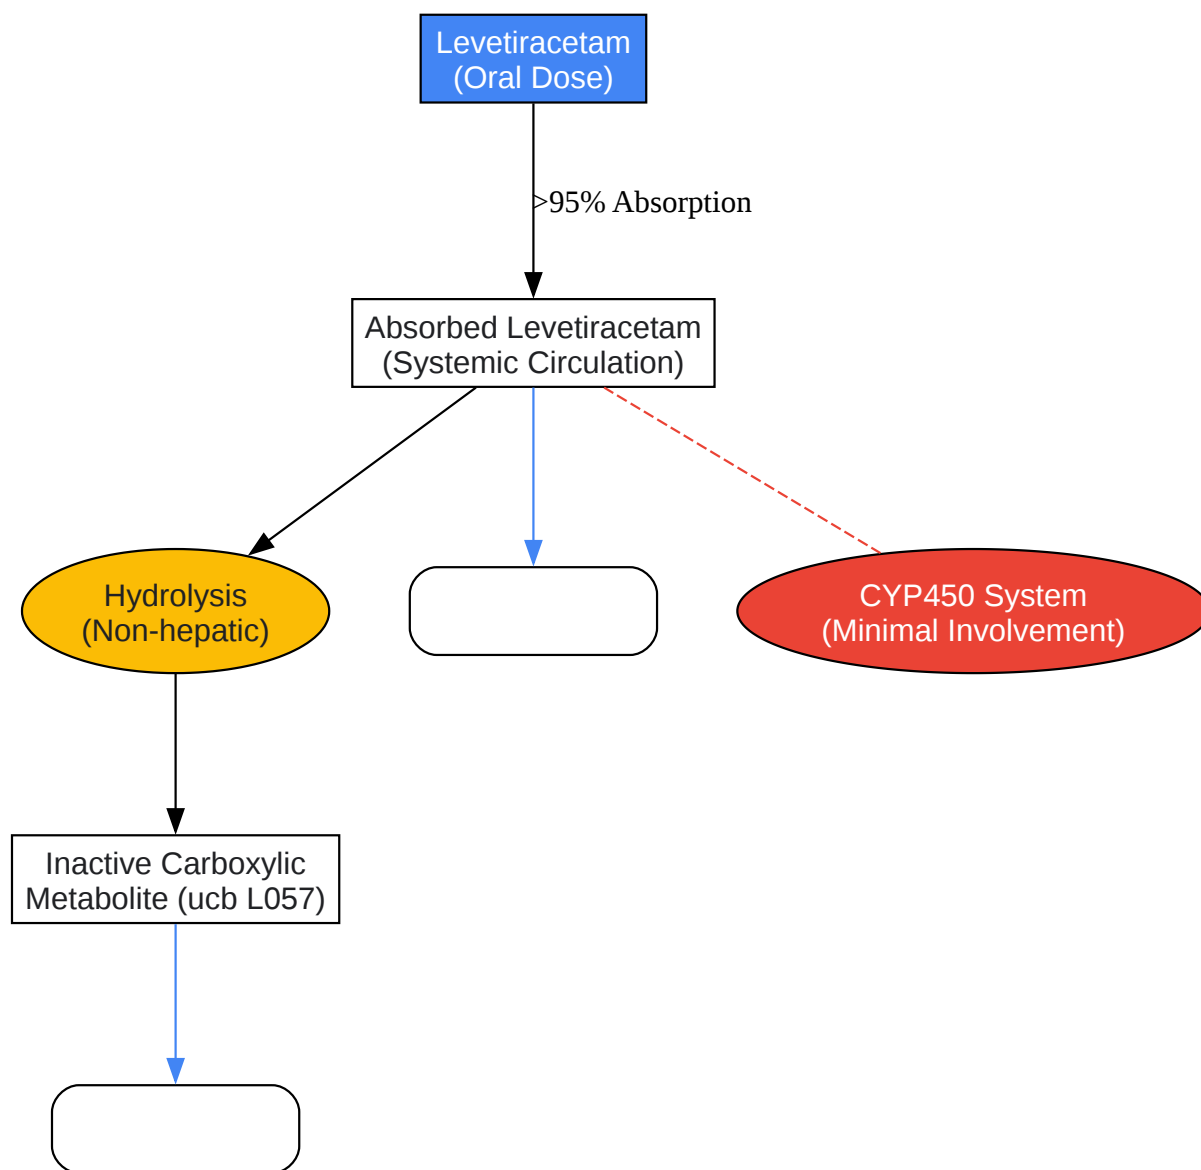 Levetiracetam
(Oral Dose)
>95% Absorption
Absorbed Levetiracetam
(Systemic Circulation)
Hydrolysis
(Non-hepatic)
CYP450 System
(Minimal Involvement)
Inactive Carboxylic
Metabolite (ucb L057)